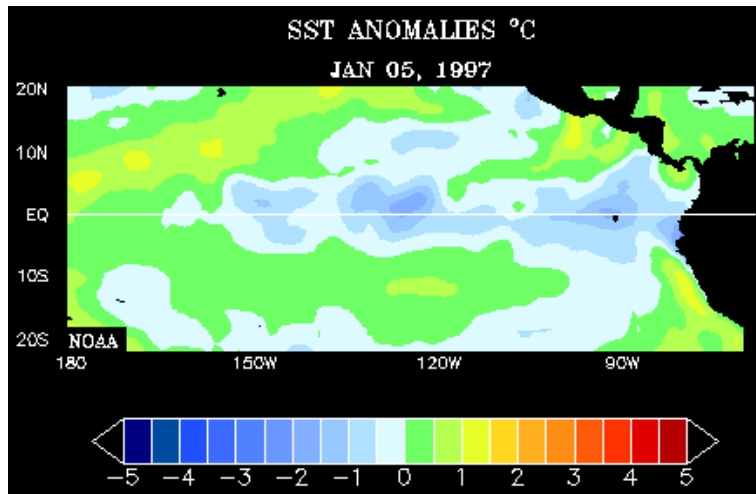 SST ANOMALIES °C
JAN 05, 1997
20N
10N
EQ
10S
20S
NOAA
180 150W 120W 90W
-5 -4 -3 -2 -1 0 1 2 3 4 5